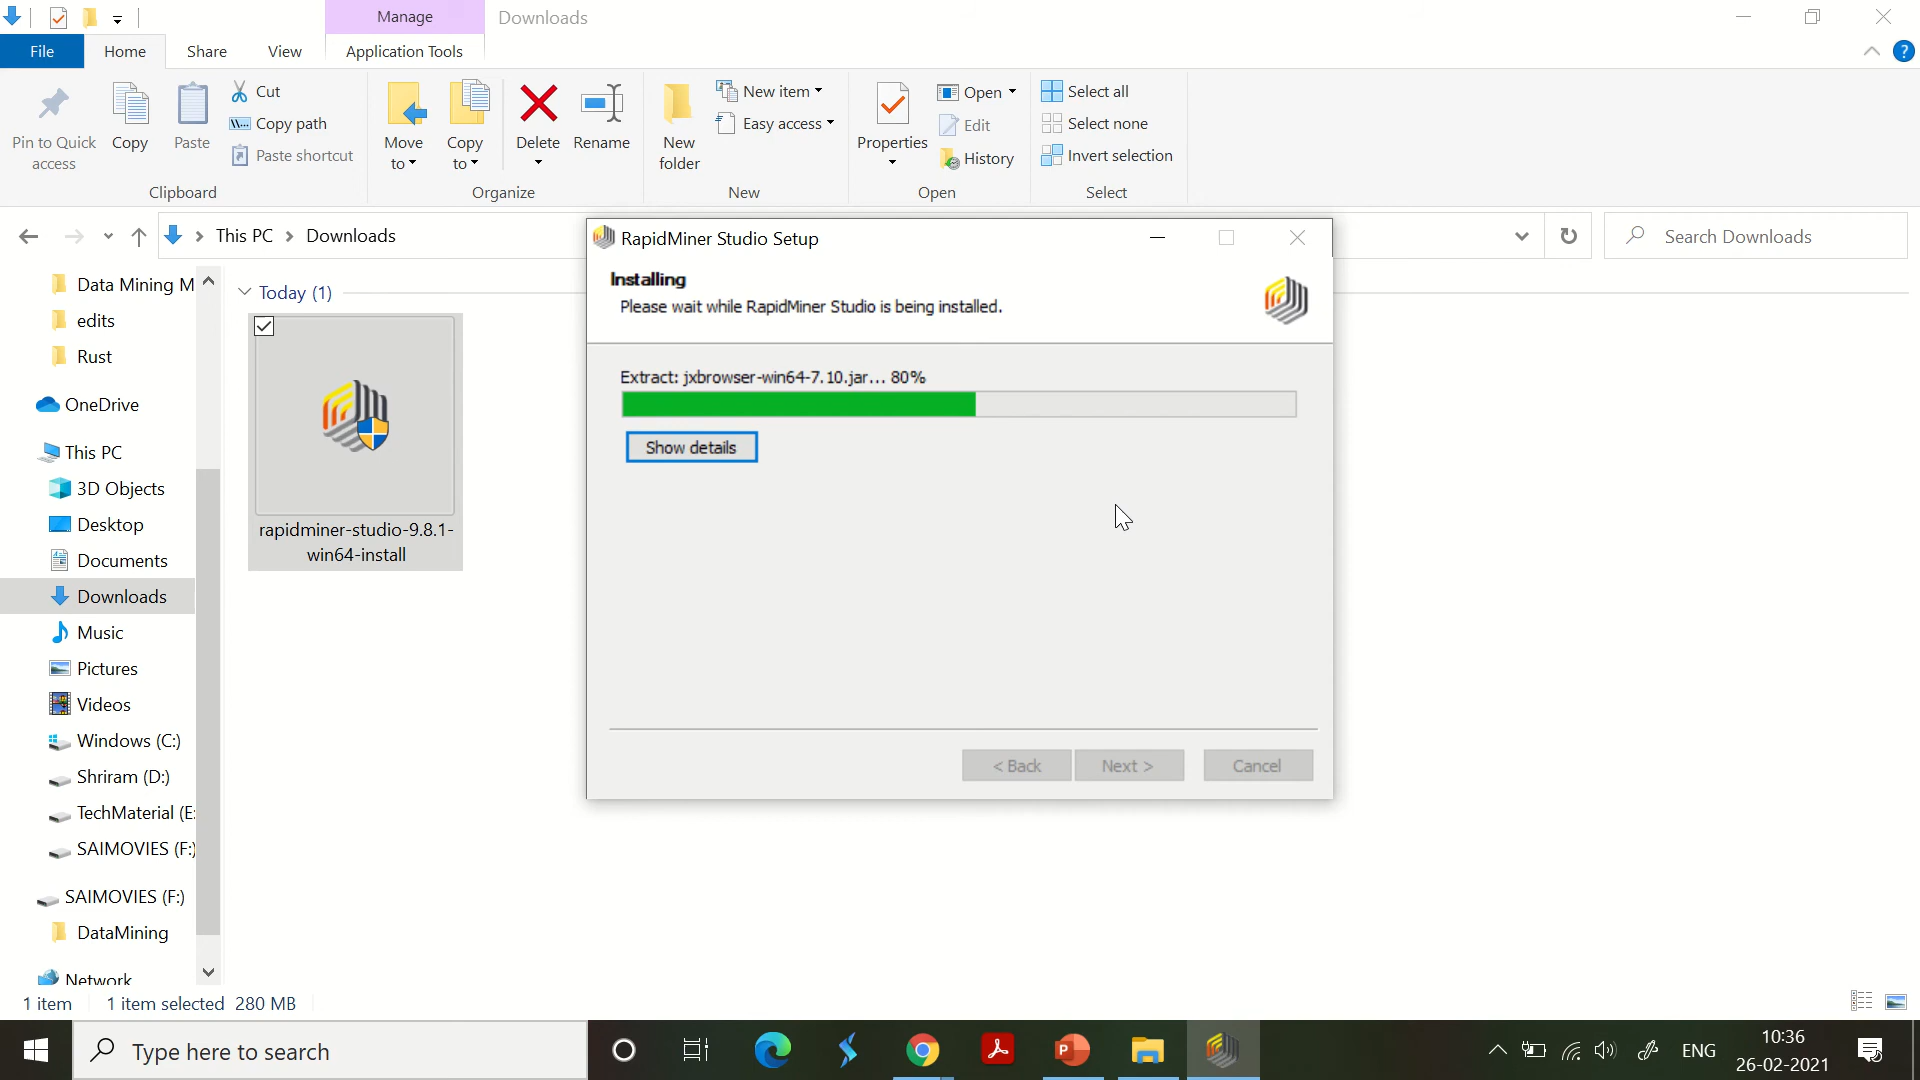 Manage
Downloads
File
Home
Share
View
Application Tools
Pin to Quick
access
Copy
Paste
Cut
Copy path
Paste shortcut
Clipboard
Move
to
Copy
to
Delete
Rename
Organize
New
folder
New item
Easy access
New
Properties
Open
Edit
History
Open
Select all
Select none
Invert selection
Select
This PC
Downloads
Search Downloads
Data Mining M
edits
Rust
OneDrive
This PC
3D Objects
Desktop
Documents
Downloads
Music
Pictures
Videos
Windows (C:)
Shriram (D:)
TechMaterial (E:
SAIMOVIES (F:)
SAIMOVIES (F:)
DataMining
Network
Today (1)
rapidminer-studio-9.8.1-
win64-install
RapidMiner Studio Setup
Installing
Please wait while RapidMiner Studio is being installed.
Extract: jxbrowser-win64-7.10.jar... 80%
Show details
< Back
Next >
Cancel
1 item
1 item selected 280 MB
Type here to search
ENG
10:36
26-02-2021